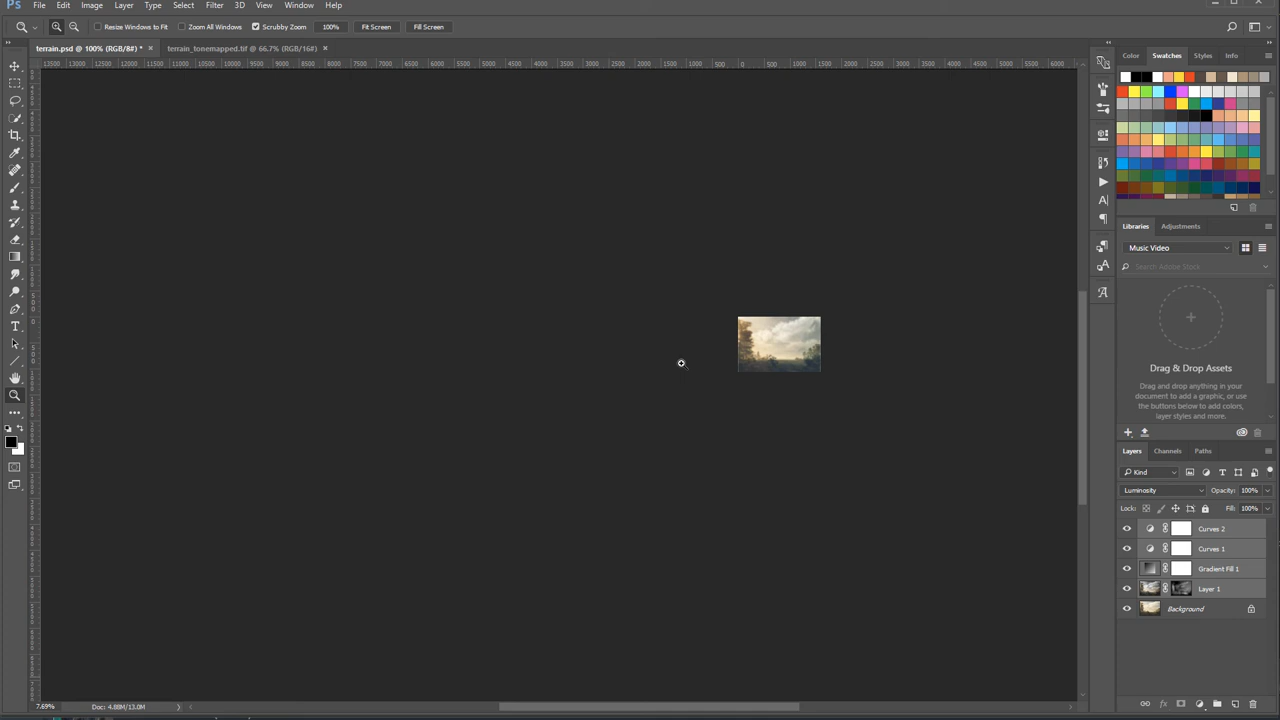 Ps File Edit Image Layer Type Select Filter 3D View Window Help
Resize Windows to Fit Zoom All Windows Scrubby Zoom 100% Fit Screen Fill Screen
terrain.psd @ 100% (RGB/8#) * × terrain_tonemapped.tif @ 66.7% (RGB/16#) ×
13500 13000 12500 12000 11500 11000 10500 10000 9500 9000 8500 8000 7500 7000 6500 6000 5500 5000 4500 4000 3500 3000 2500 2000 1500 1000 500 0 500 1000 1500 2000 2500 3000 3500 4000 4500 5000 5500 6000
Color Swatches Styles Info
Libraries Adjustments
Music Video
Search Adobe Stock
Drag & Drop Assets
Drag and drop anything in your
document to add a graphic, or use
the buttons below to add colors,
layer styles and more.
Layers Channels Paths
Kind
Luminosity Opacity: 100%
Lock: Fill: 100%
Curves 2
Curves 1
Gradient Fill 1
Layer 1
Background
7.69% Doc: 4.88M/13.0M